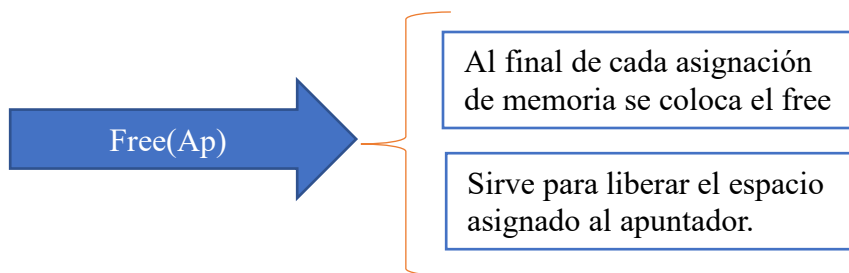 Free(Ap)
Al final de cada asignación
de memoria se coloca el free
Sirve para liberar el espacio
asignado al apuntador.